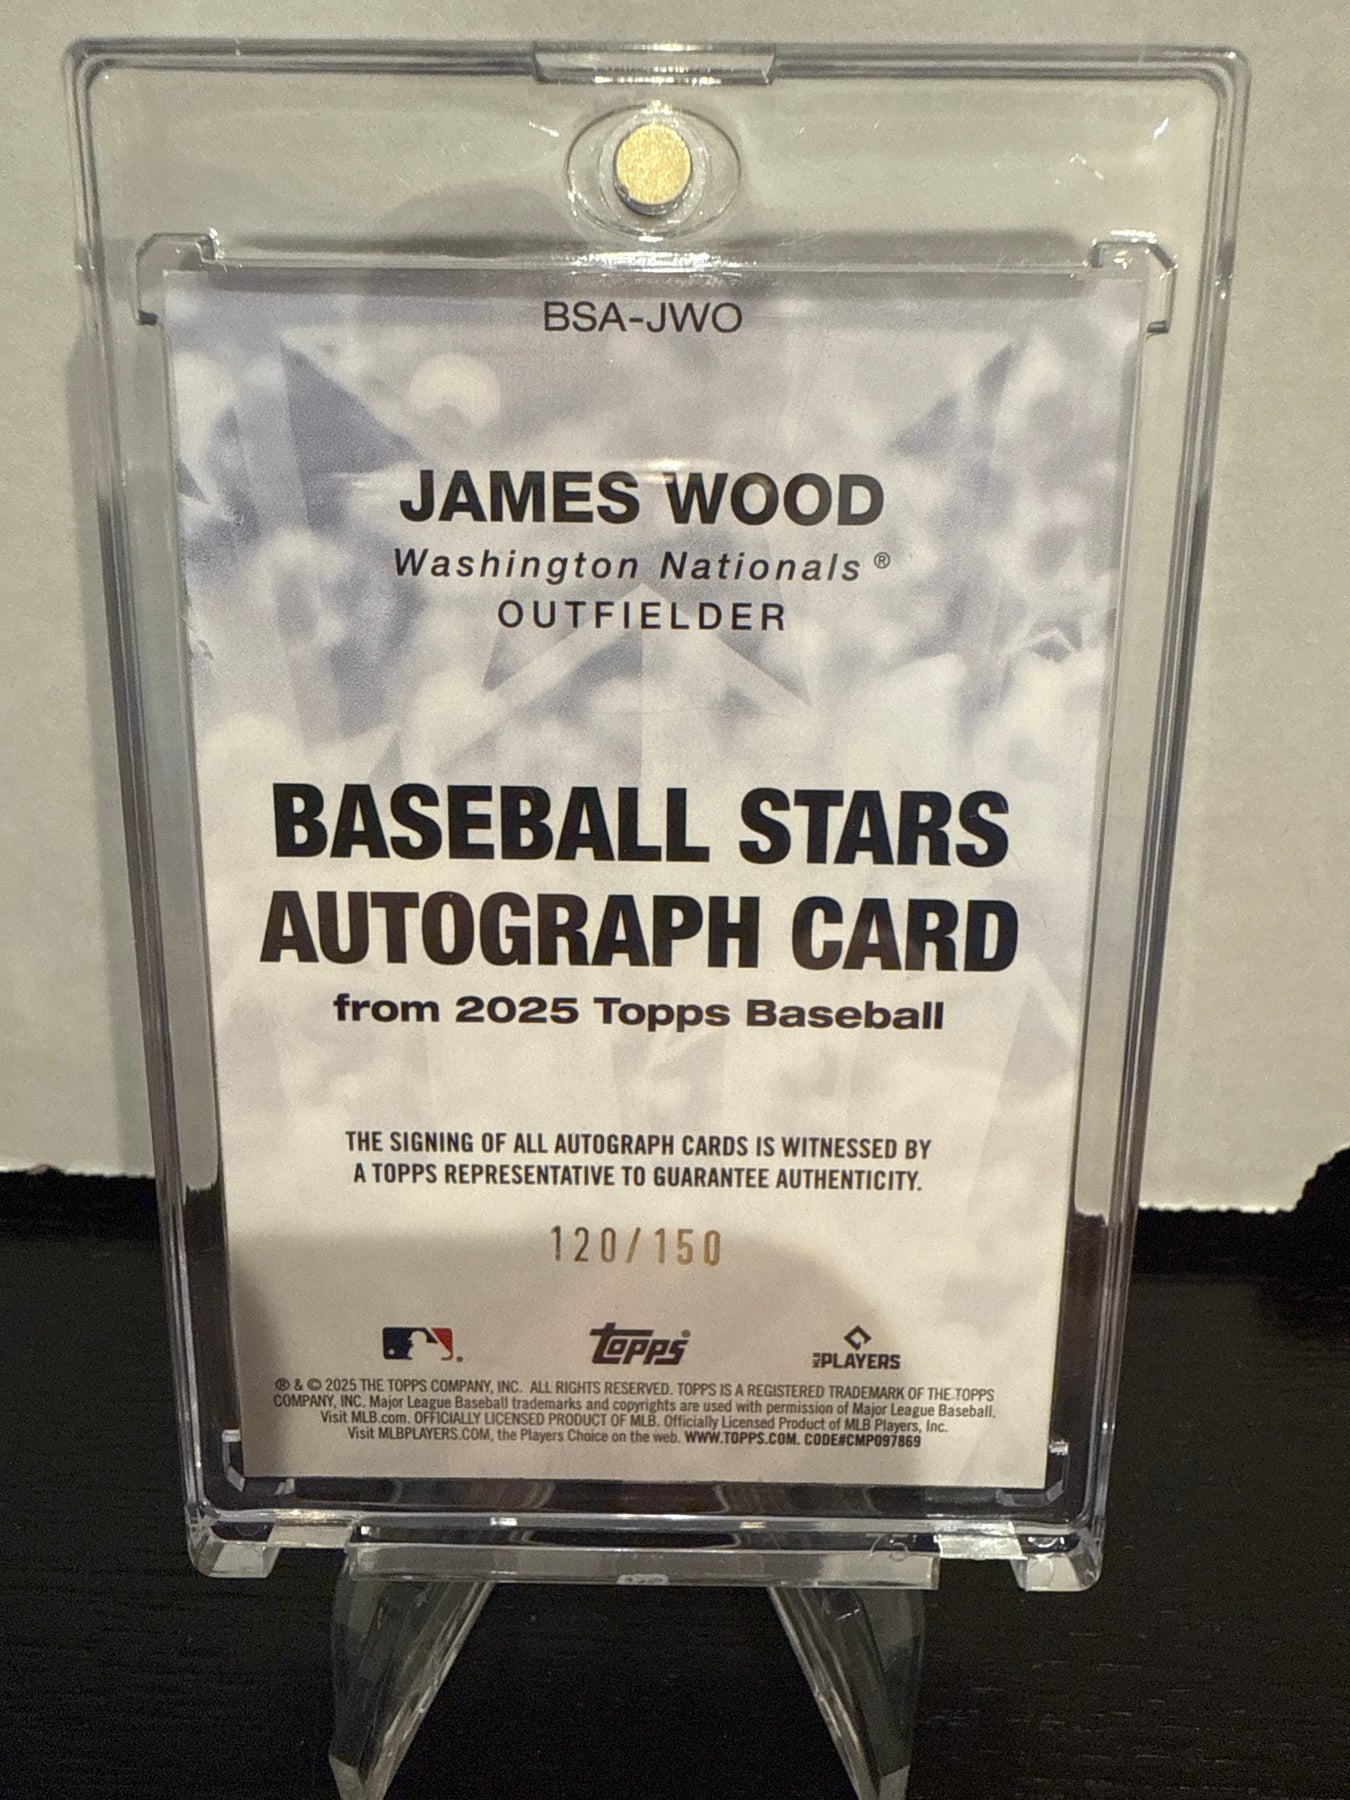 BSA-JWO
JAMES WOOD
Washington Nationals ®
OUTFIELDER
BASEBALL STARS
AUTOGRAPH CARD
from 2025 Topps Baseball
THE SIGNING OF ALL AUTOGRAPH CARDS IS WITNESSED BY
A TOPPS REPRESENTATIVE TO GUARANTEE AUTHENTICITY.
120/150
topps® MLB PLAYERS
® & © 2025 THE TOPPS COMPANY, INC. ALL RIGHTS RESERVED. TOPPS IS A REGISTERED TRADEMARK OF THE TOPPS
COMPANY, INC. Major League Baseball trademarks and copyrights are used with permission of Major League Baseball.
Visit MLB.com. OFFICIALLY LICENSED PRODUCT OF MLB. Officially Licensed Product of MLB Players, Inc.
Visit MLBPLAYERS.COM, the Players Choice on the web. WWW.TOPPS.COM. CODE#CMP097869